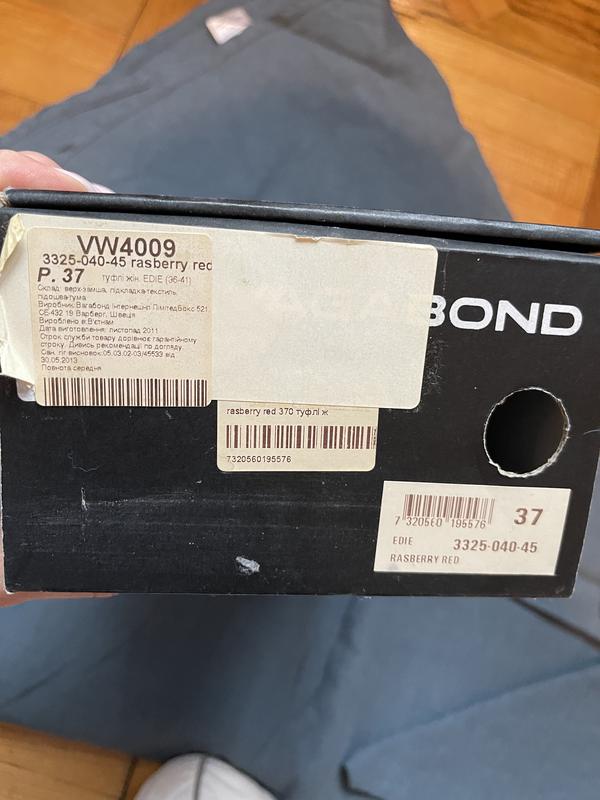 VW4009
3325-040-45 rasberry red
P. 37 туфлі жін. EDIE (36-41)
Склад: верх-замша, підкладка-текстиль,
підошва-гума
Виробник:Вагабонд Інтернешнл ЛімітедБокс 521,
СЕ-432 19 Варберг, Швеція
Вироблено в:В'єтнам
Дата виготовлення: листопад 2011
Строк служби товару дорівнює гарантійному
строку. Дивись рекомендації по догляду.
Сан. гіг.висновок:05.03.02-03/45533 від
30.05.2013
Повнота середня
BOND
rasberry red 370 туфлі ж
7320560195576
7 320560 195576 37
EDIE 3325-040-45
RASBERRY RED